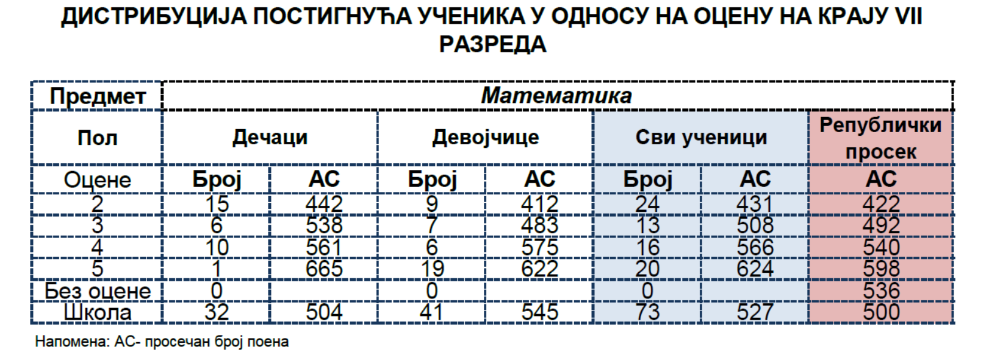 ДИСТРИБУЦИЈА ПОСТИГНУЋА УЧЕНИКА У ОДНОСУ НА ОЦЕНУ НА КРАЈУ VII
РАЗРЕДА
Предмет Математика
Пол Дечаци Девојчице Сви ученици Републички просек
Оцене Број АС Број АС Број АС АС
2 15 442 9 412 24 431 422
3 6 538 7 483 13 508 492
4 10 561 6 575 16 566 540
5 1 665 19 622 20 624 598
Без оцене 0 0 0 536
Школа 32 504 41 545 73 527 500
Напомена: АС- просечан број поена